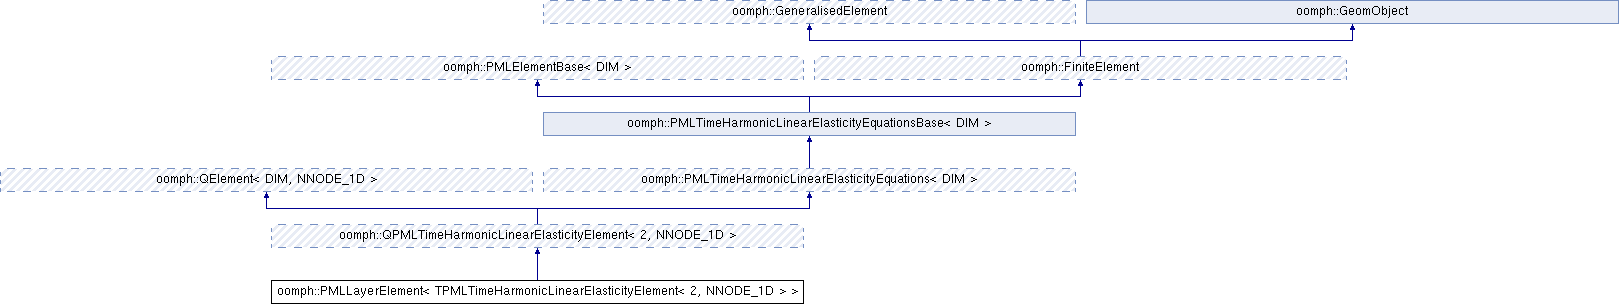 oomph::GeneralisedElement
oomph::GeomObject
oomph::PMLElementBase< DIM >
oomph::FiniteElement
oomph::PMLTimeHarmonicLinearElasticityEquationsBase< DIM >
oomph::QElement< DIM, NNODE_1D >
oomph::PMLTimeHarmonicLinearElasticityEquations< DIM >
oomph::QPMLTimeHarmonicLinearElasticityElement< 2, NNODE_1D >
oomph::PMLLayerElement< TPMLTimeHarmonicLinearElasticityElement< 2, NNODE_1D > >